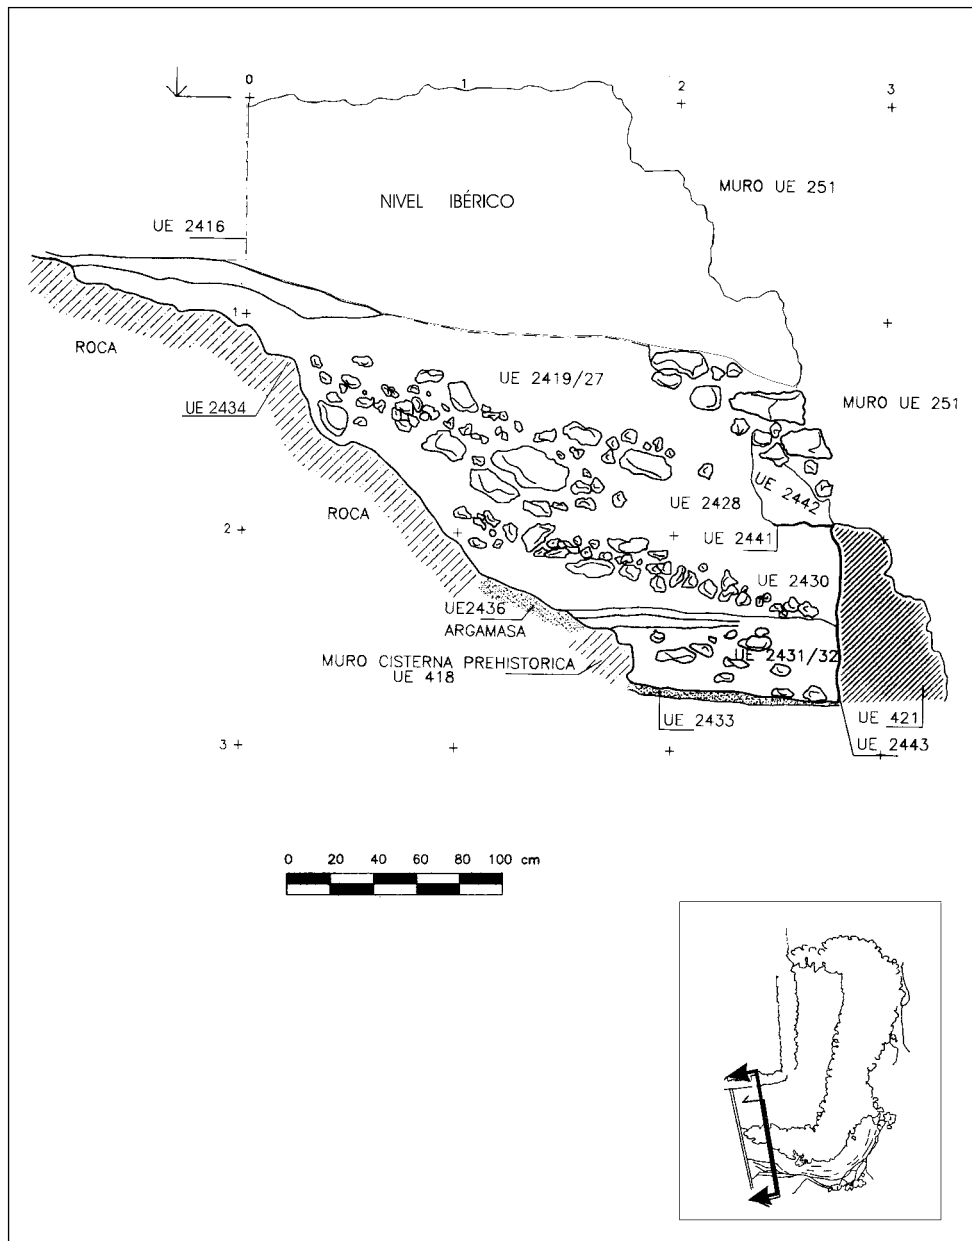 0
1
2
3
MURO UE 251
NIVEL IBÉRICO
UE 2416
1
ROCA
UE 2419/27
UE 2434
MURO UE 251
UE 2442
UE 2428
ROCA
2
UE 2441
UE 2430
UE2436
ARGAMASA
UE 2431/32
MURO CISTERNA PREHISTORICA
UE 418
UE 2433
UE 421
UE 2443
3
0 20 40 60 80 100 cm